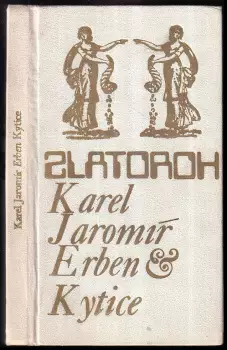 Karel Jaromír Erben Kytice
ZLATOROH
Karel
Jaromír
Erben &
Kytice